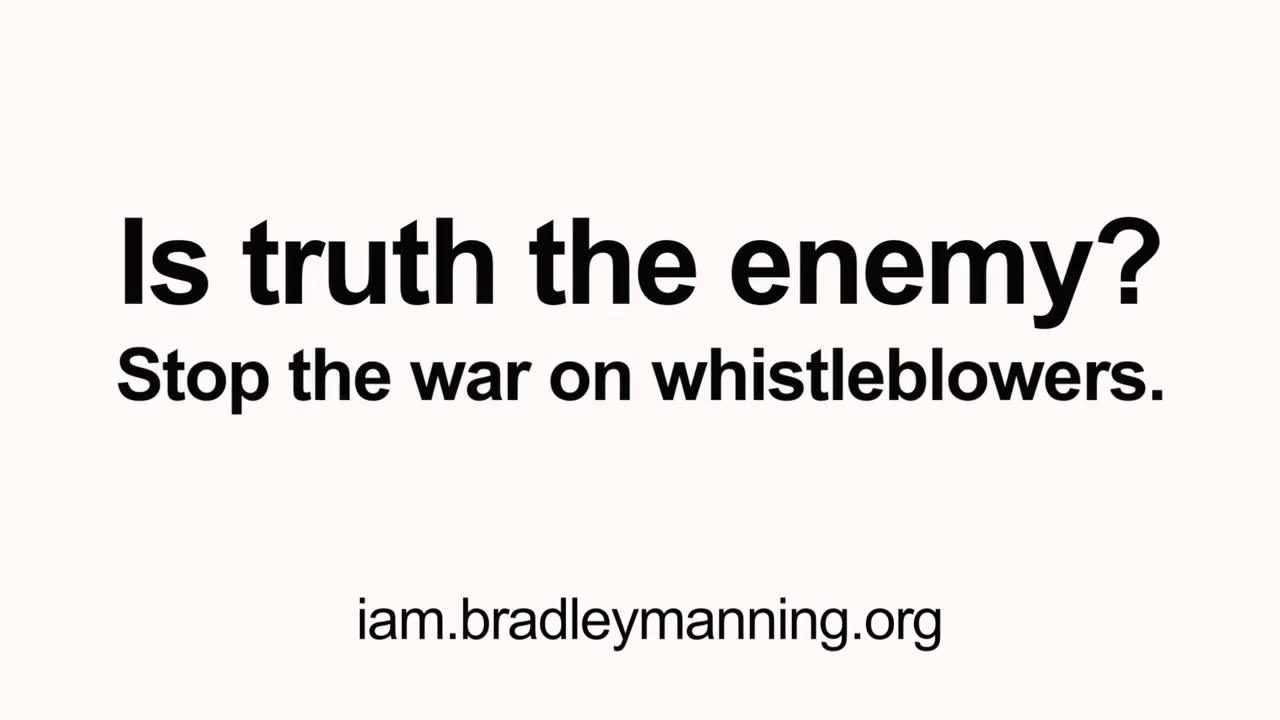 Is truth the enemy?
Stop the war on whistleblowers.
iam.bradleymanning.org